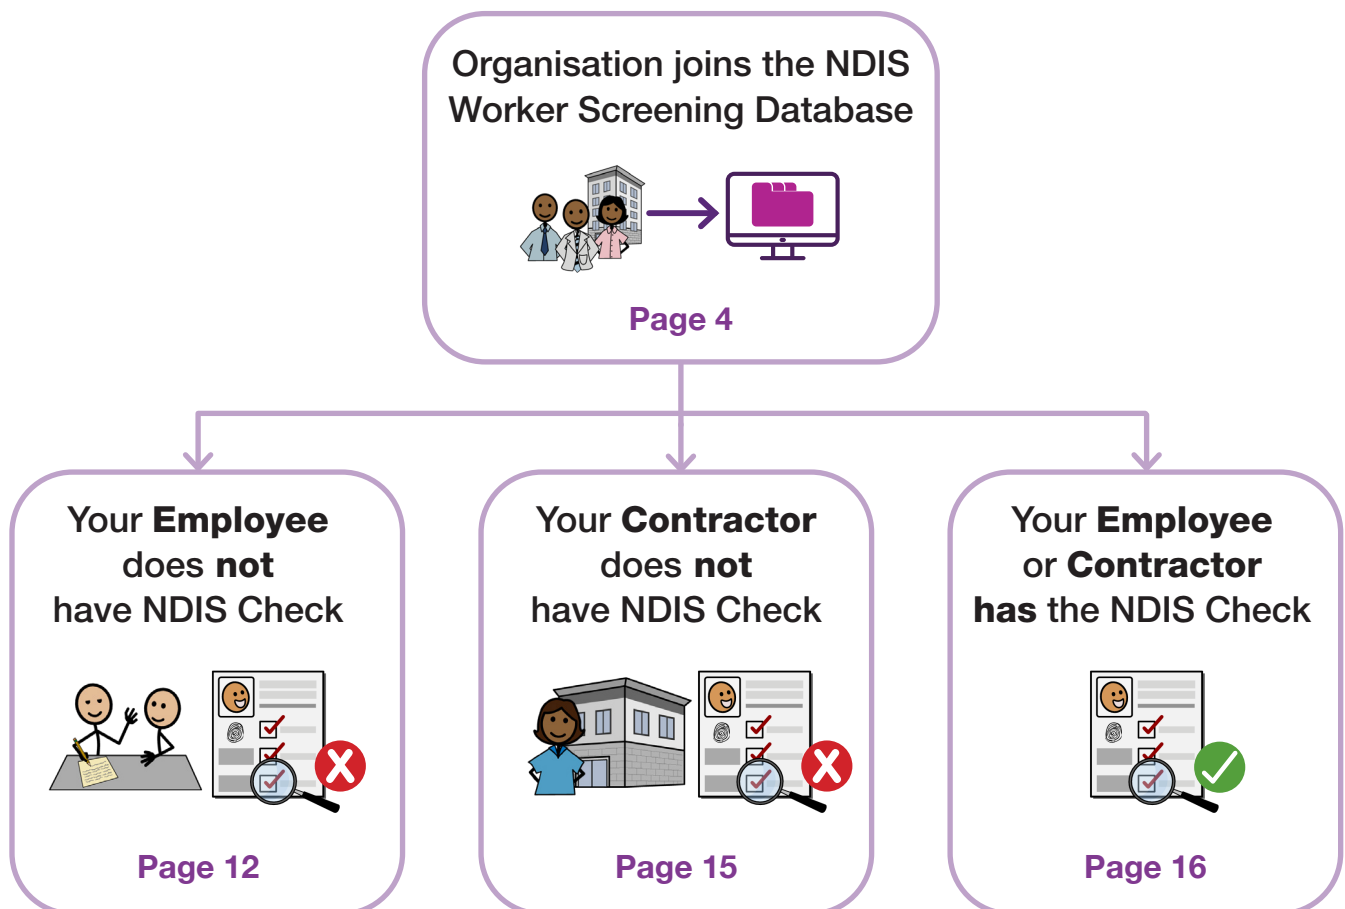 Organisation joins the NDIS
Worker Screening Database
Page 4
Your Employee
does not
have NDIS Check
Page 12
Your Contractor
does not
have NDIS Check
Page 15
Your Employee
or Contractor
has the NDIS Check
Page 16